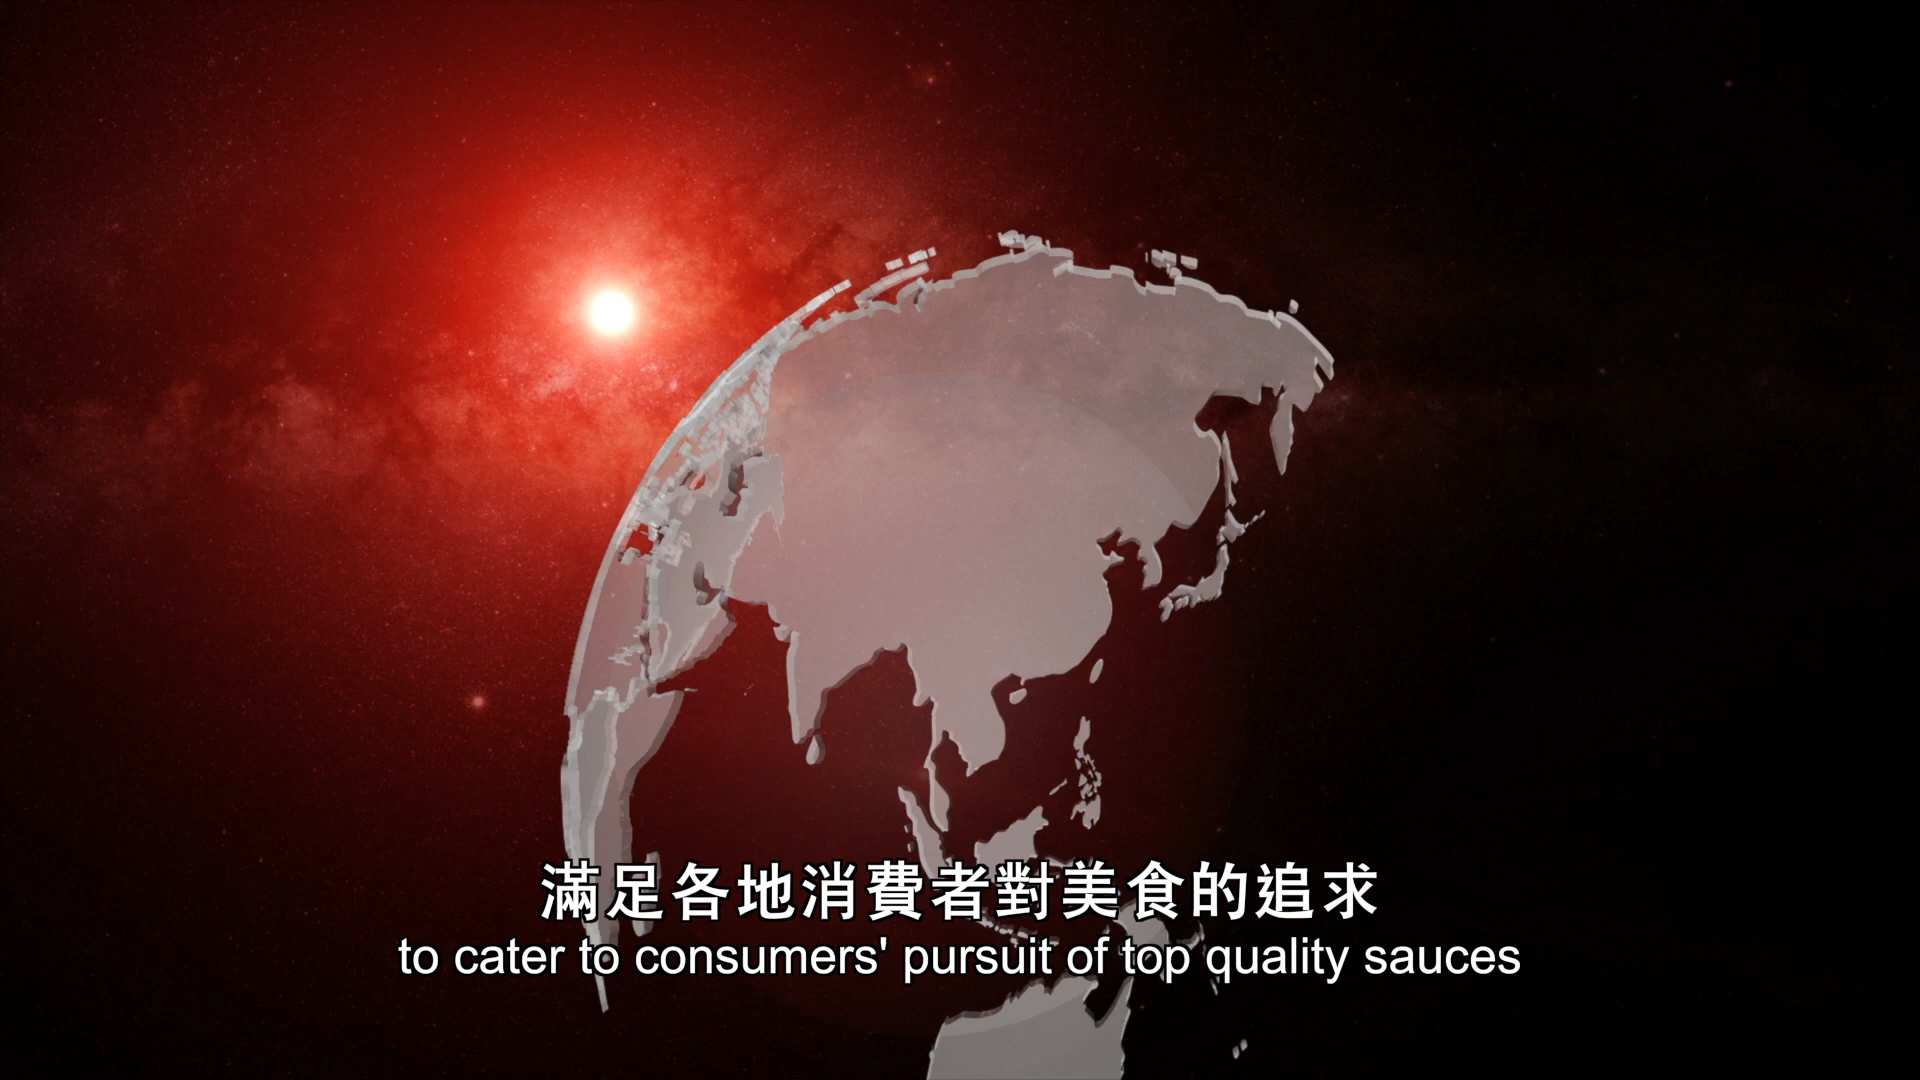 滿足各地消費者對美食的追求
to cater to consumers' pursuit of top quality sauces